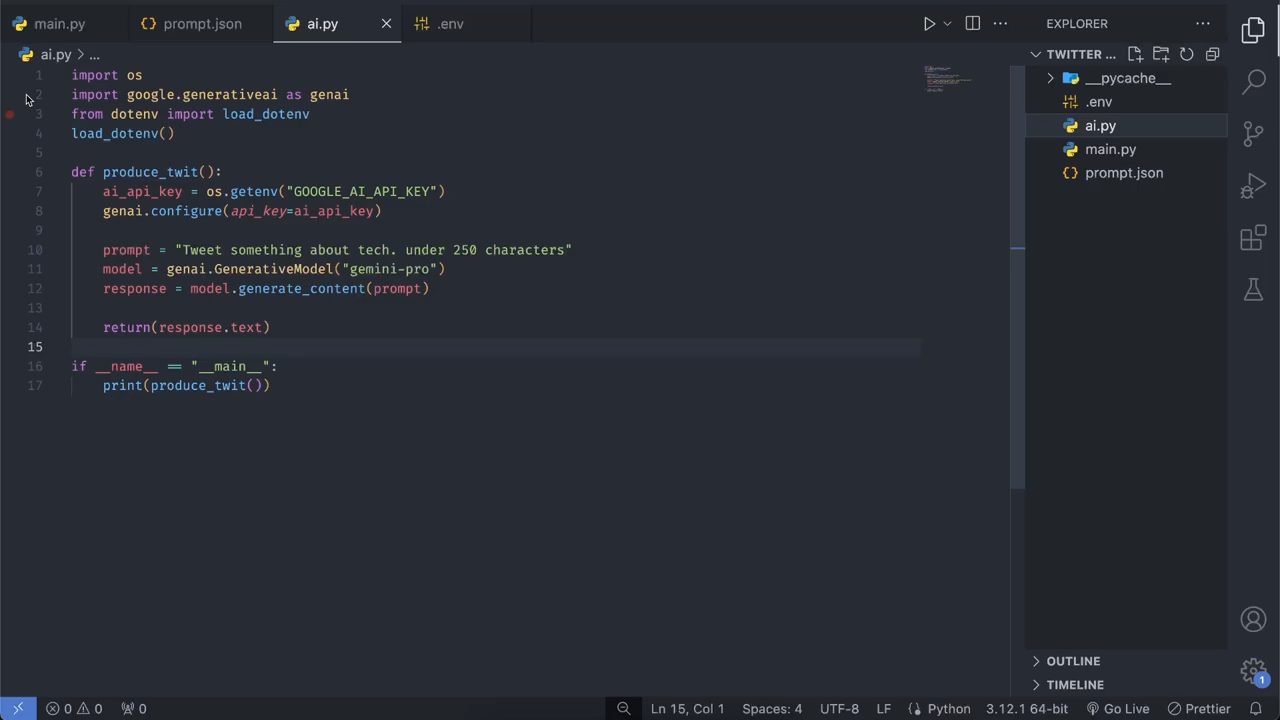 main.py
prompt.json
ai.py
.env
EXPLORER
ai.py > ...
TWITTER ...
1 import os
2 import google.generativeai as genai
3 from dotenv import load_dotenv
4 load_dotenv()
5
6 def produce_twit():
7 ai_api_key = os.getenv("GOOGLE_AI_API_KEY")
8 genai.configure(api_key=ai_api_key)
9
10 prompt = "Tweet something about tech. under 250 characters"
11 model = genai.GenerativeModel("gemini-pro")
12 response = model.generate_content(prompt)
13
14 return(response.text)
15
16 if __name__ == "__main__":
17 print(produce_twit())
__pycache__
.env
ai.py
main.py
prompt.json
OUTLINE
TIMELINE
1
0 0 0
Ln 15, Col 1
Spaces: 4
UTF-8
LF
Python
3.12.1 64-bit
Go Live
Prettier